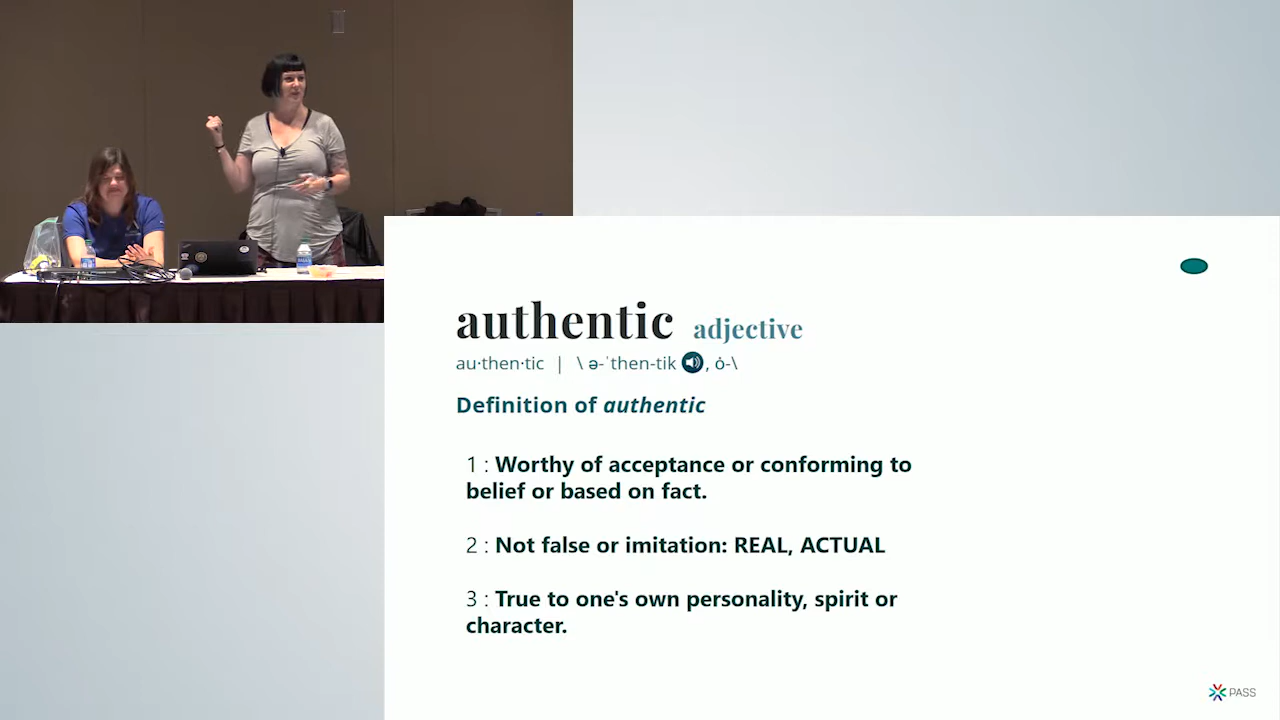 authentic adjective
au·then·tic | \ ə-ˈthen-tik , ȯ-\
Definition of authentic
1 : Worthy of acceptance or conforming to
belief or based on fact.
2 : Not false or imitation: REAL, ACTUAL
3 : True to one's own personality, spirit or
character.
PASS